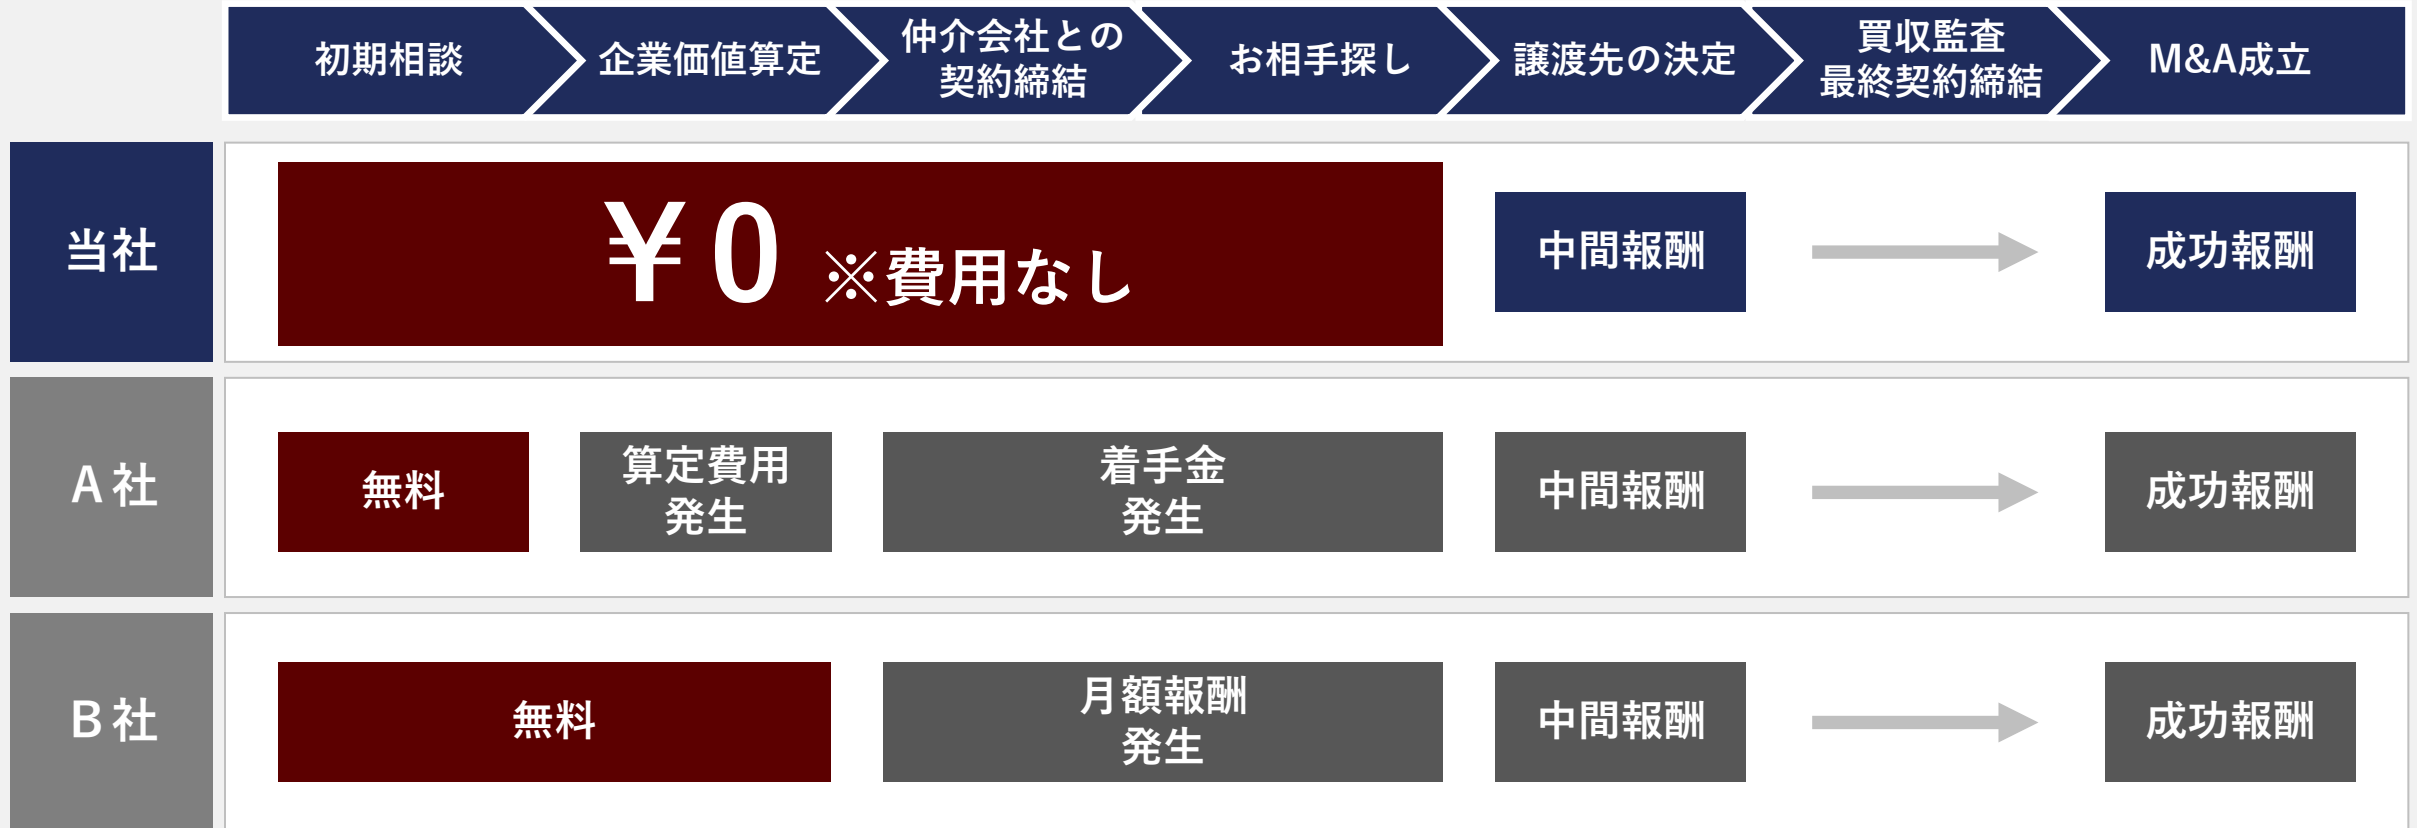 初期相談
企業価値算定
仲介会社との
契約締結
お相手探し
譲渡先の決定
買収監査
最終契約締結
M&A成立
当社
¥0 ※費用なし
中間報酬
成功報酬
A社
無料
算定費用
発生
着手金
発生
中間報酬
成功報酬
B社
無料
月額報酬
発生
中間報酬
成功報酬